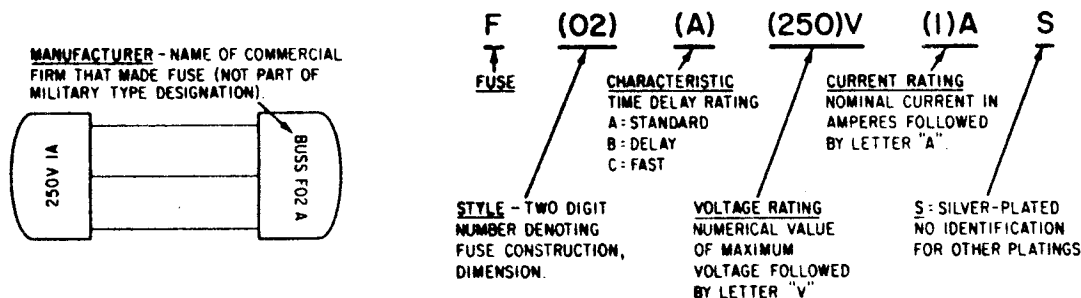 MANUFACTURER - NAME OF COMMERCIAL
FIRM THAT MADE FUSE (NOT PART OF
MILITARY TYPE DESIGNATION).
250V 1A
BUSS F02 A
F (02) (A) (250)V (1)A S
FUSE
CHARACTERISTIC
TIME DELAY RATING
A = STANDARD
B = DELAY
C = FAST
CURRENT RATING
NOMINAL CURRENT IN
AMPERES FOLLOWED
BY LETTER "A".
STYLE - TWO DIGIT
NUMBER DENOTING
FUSE CONSTRUCTION,
DIMENSION.
VOLTAGE RATING
NUMERICAL VALUE
OF MAXIMUM
VOLTAGE FOLLOWED
BY LETTER "V"
S = SILVER-PLATED
NO IDENTIFICATION
FOR OTHER PLATINGS